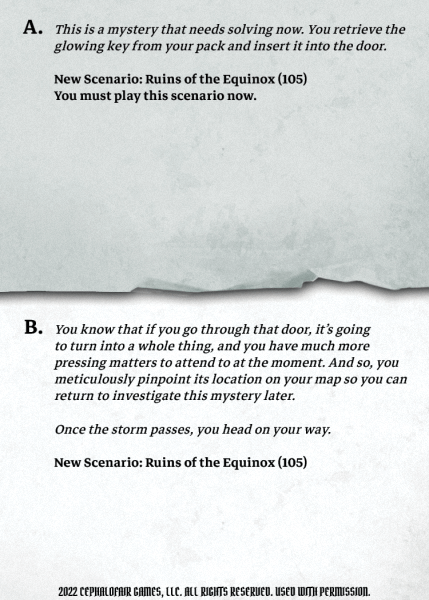 A. This is a mystery that needs solving now. You retrieve the
glowing key from your pack and insert it into the door.
New Scenario: Ruins of the Equinox (105)
You must play this scenario now.
B. You know that if you go through that door, it's going
to turn into a whole thing, and you have much more
pressing matters to attend to at the moment. And so, you
meticulously pinpoint its location on your map so you can
return to investigate this mystery later.
Once the storm passes, you head on your way.
New Scenario: Ruins of the Equinox (105)
2022 CEPHALOFAIR GAMES, LLC. ALL RIGHTS RESERVED. USED WITH PERMISSION.